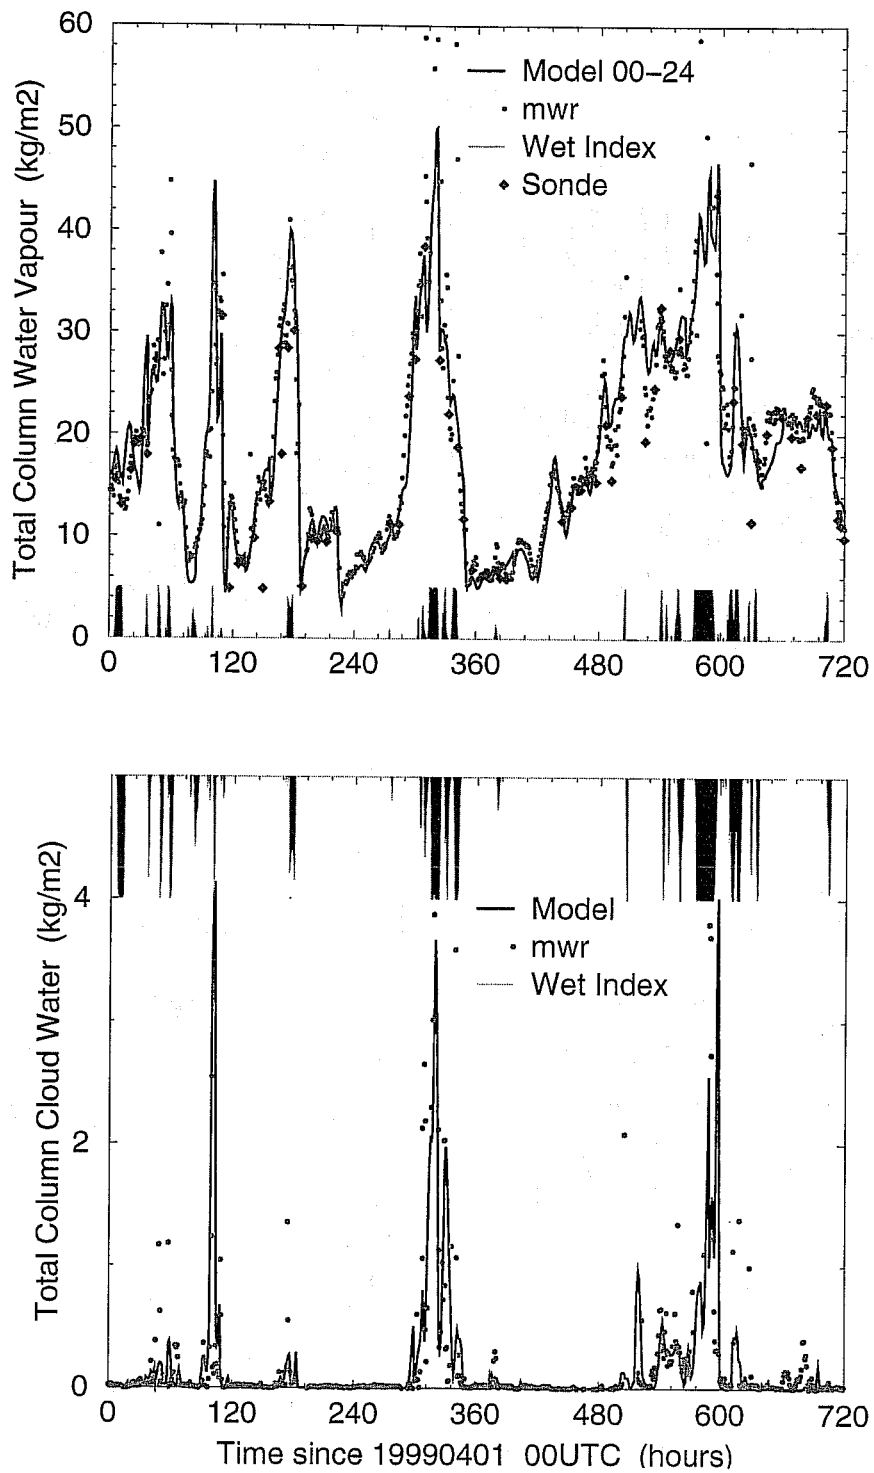 60
50
40
30
20
10
0
Total Column Water Vapour (kg/m2)
Model 00–24
mwr
Wet Index
Sonde
0 120 240 360 480 600 720
4
2
0
Total Column Cloud Water (kg/m2)
Model
mwr
Wet Index
0 120 240 360 480 600 720
Time since 19990401 00UTC (hours)